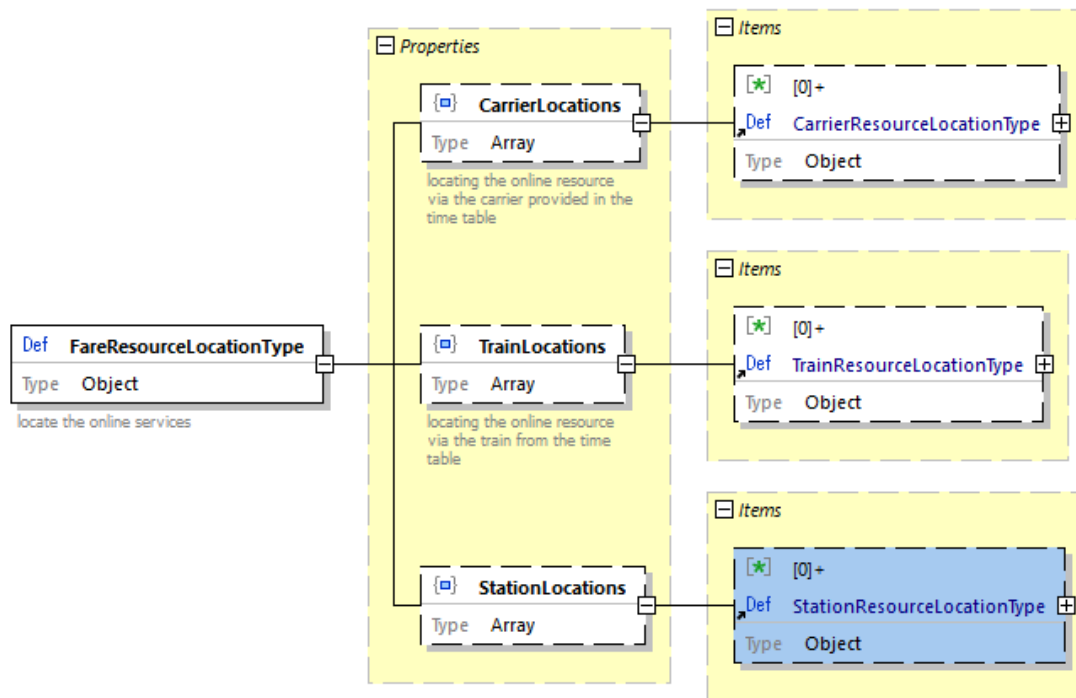 Def FareResourceLocationType
Type Object
locate the online services
Properties
CarrierLocations
Type Array
locating the online resource
via the carrier provided in the
time table
TrainLocations
Type Array
locating the online resource
via the train from the time
table
StationLocations
Type Array
Items
[*] [0]+
Def CarrierResourceLocationType
Type Object
Items
[*] [0]+
Def TrainResourceLocationType
Type Object
Items
[*] [0]+
Def StationResourceLocationType
Type Object